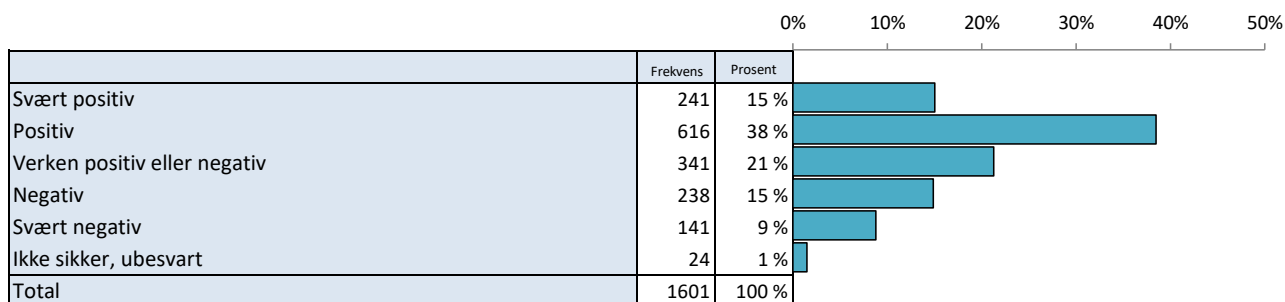 0% 10% 20% 30% 40% 50%
Frekvens Prosent
Svært positiv 241 15 %
Positiv 616 38 %
Verken positiv eller negativ 341 21 %
Negativ 238 15 %
Svært negativ 141 9 %
Ikke sikker, ubesvart 24 1 %
Total 1601 100 %